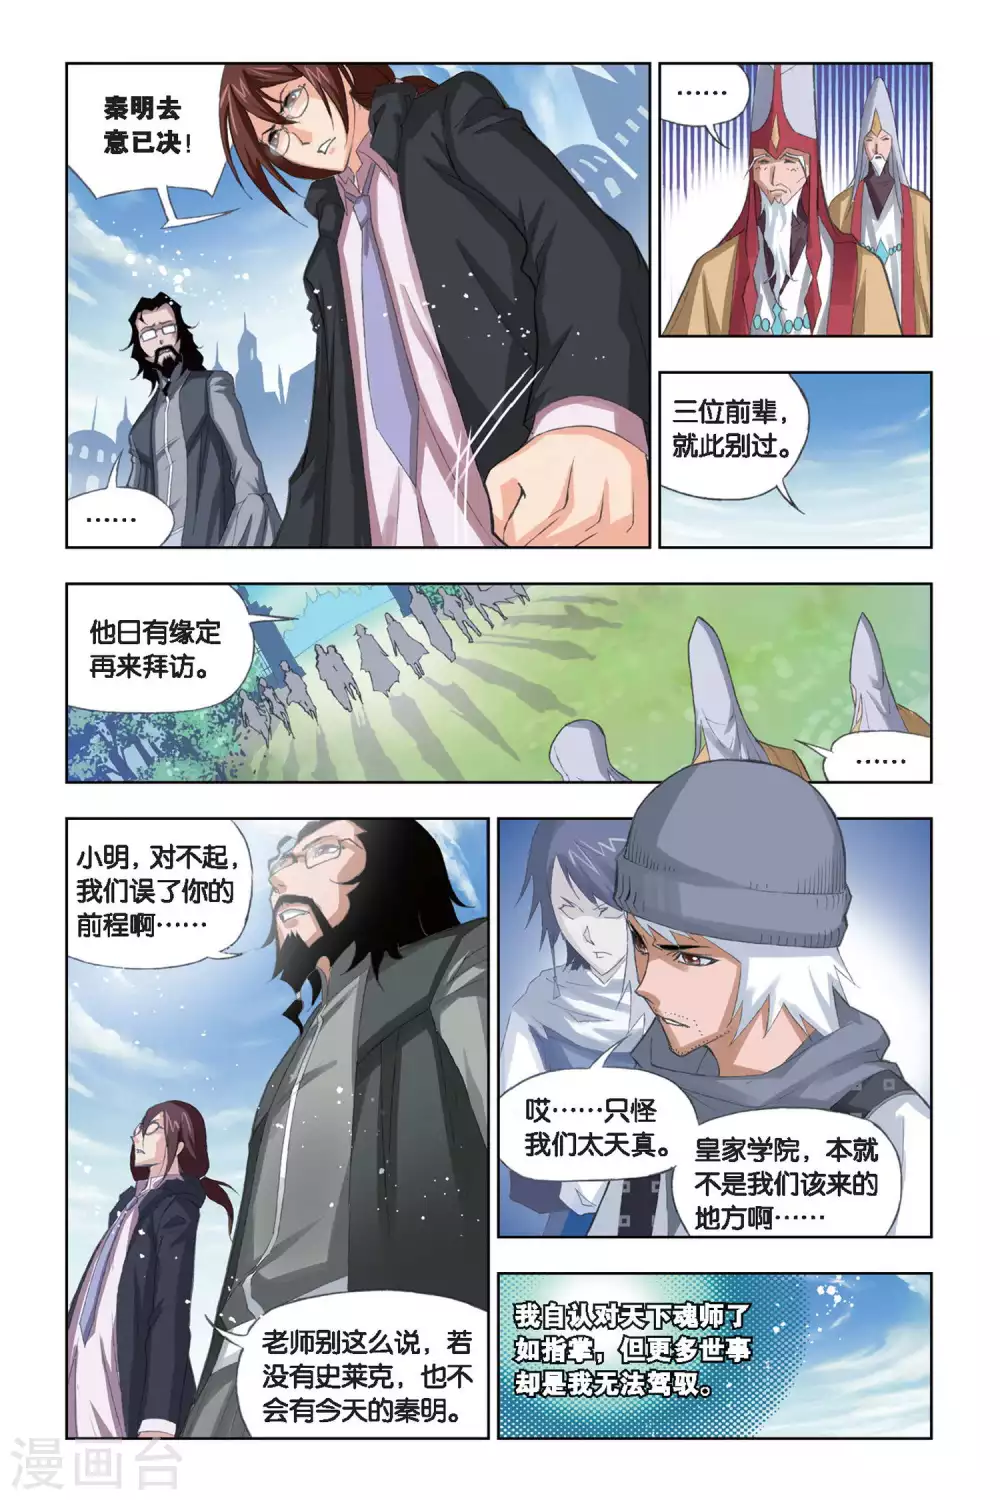 秦明去
意已决！
……
……
三位前辈，
就此别过。
他日有缘定
再来拜访。
……
小明，对不起，
我们误了你的
前程啊……
哎……只怪
我们太天真。
皇家学院，本就
不是我们该来的
地方啊……
老师别这么说，若
没有史莱克，也不
会有今天的秦明。
我自认对天下魂师了
如指掌，但更多世事
却是我无法驾驭。
漫画台